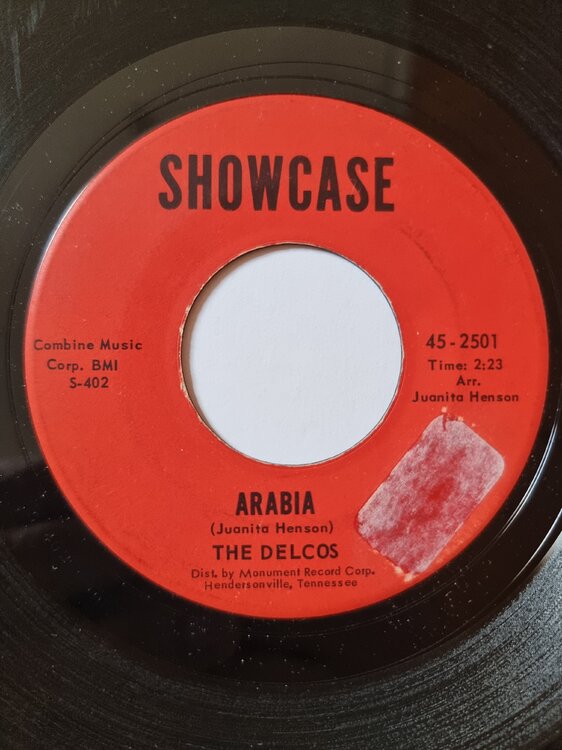 SHOWCASE
Combine Music
Corp. BMI
S-402
45-2501
Time: 2:23
Arr.
Juanita Henson
ARABIA
(Juanita Henson)
THE DELCOS
Dist. by Monument Record Corp.
Hendersonville, Tennessee